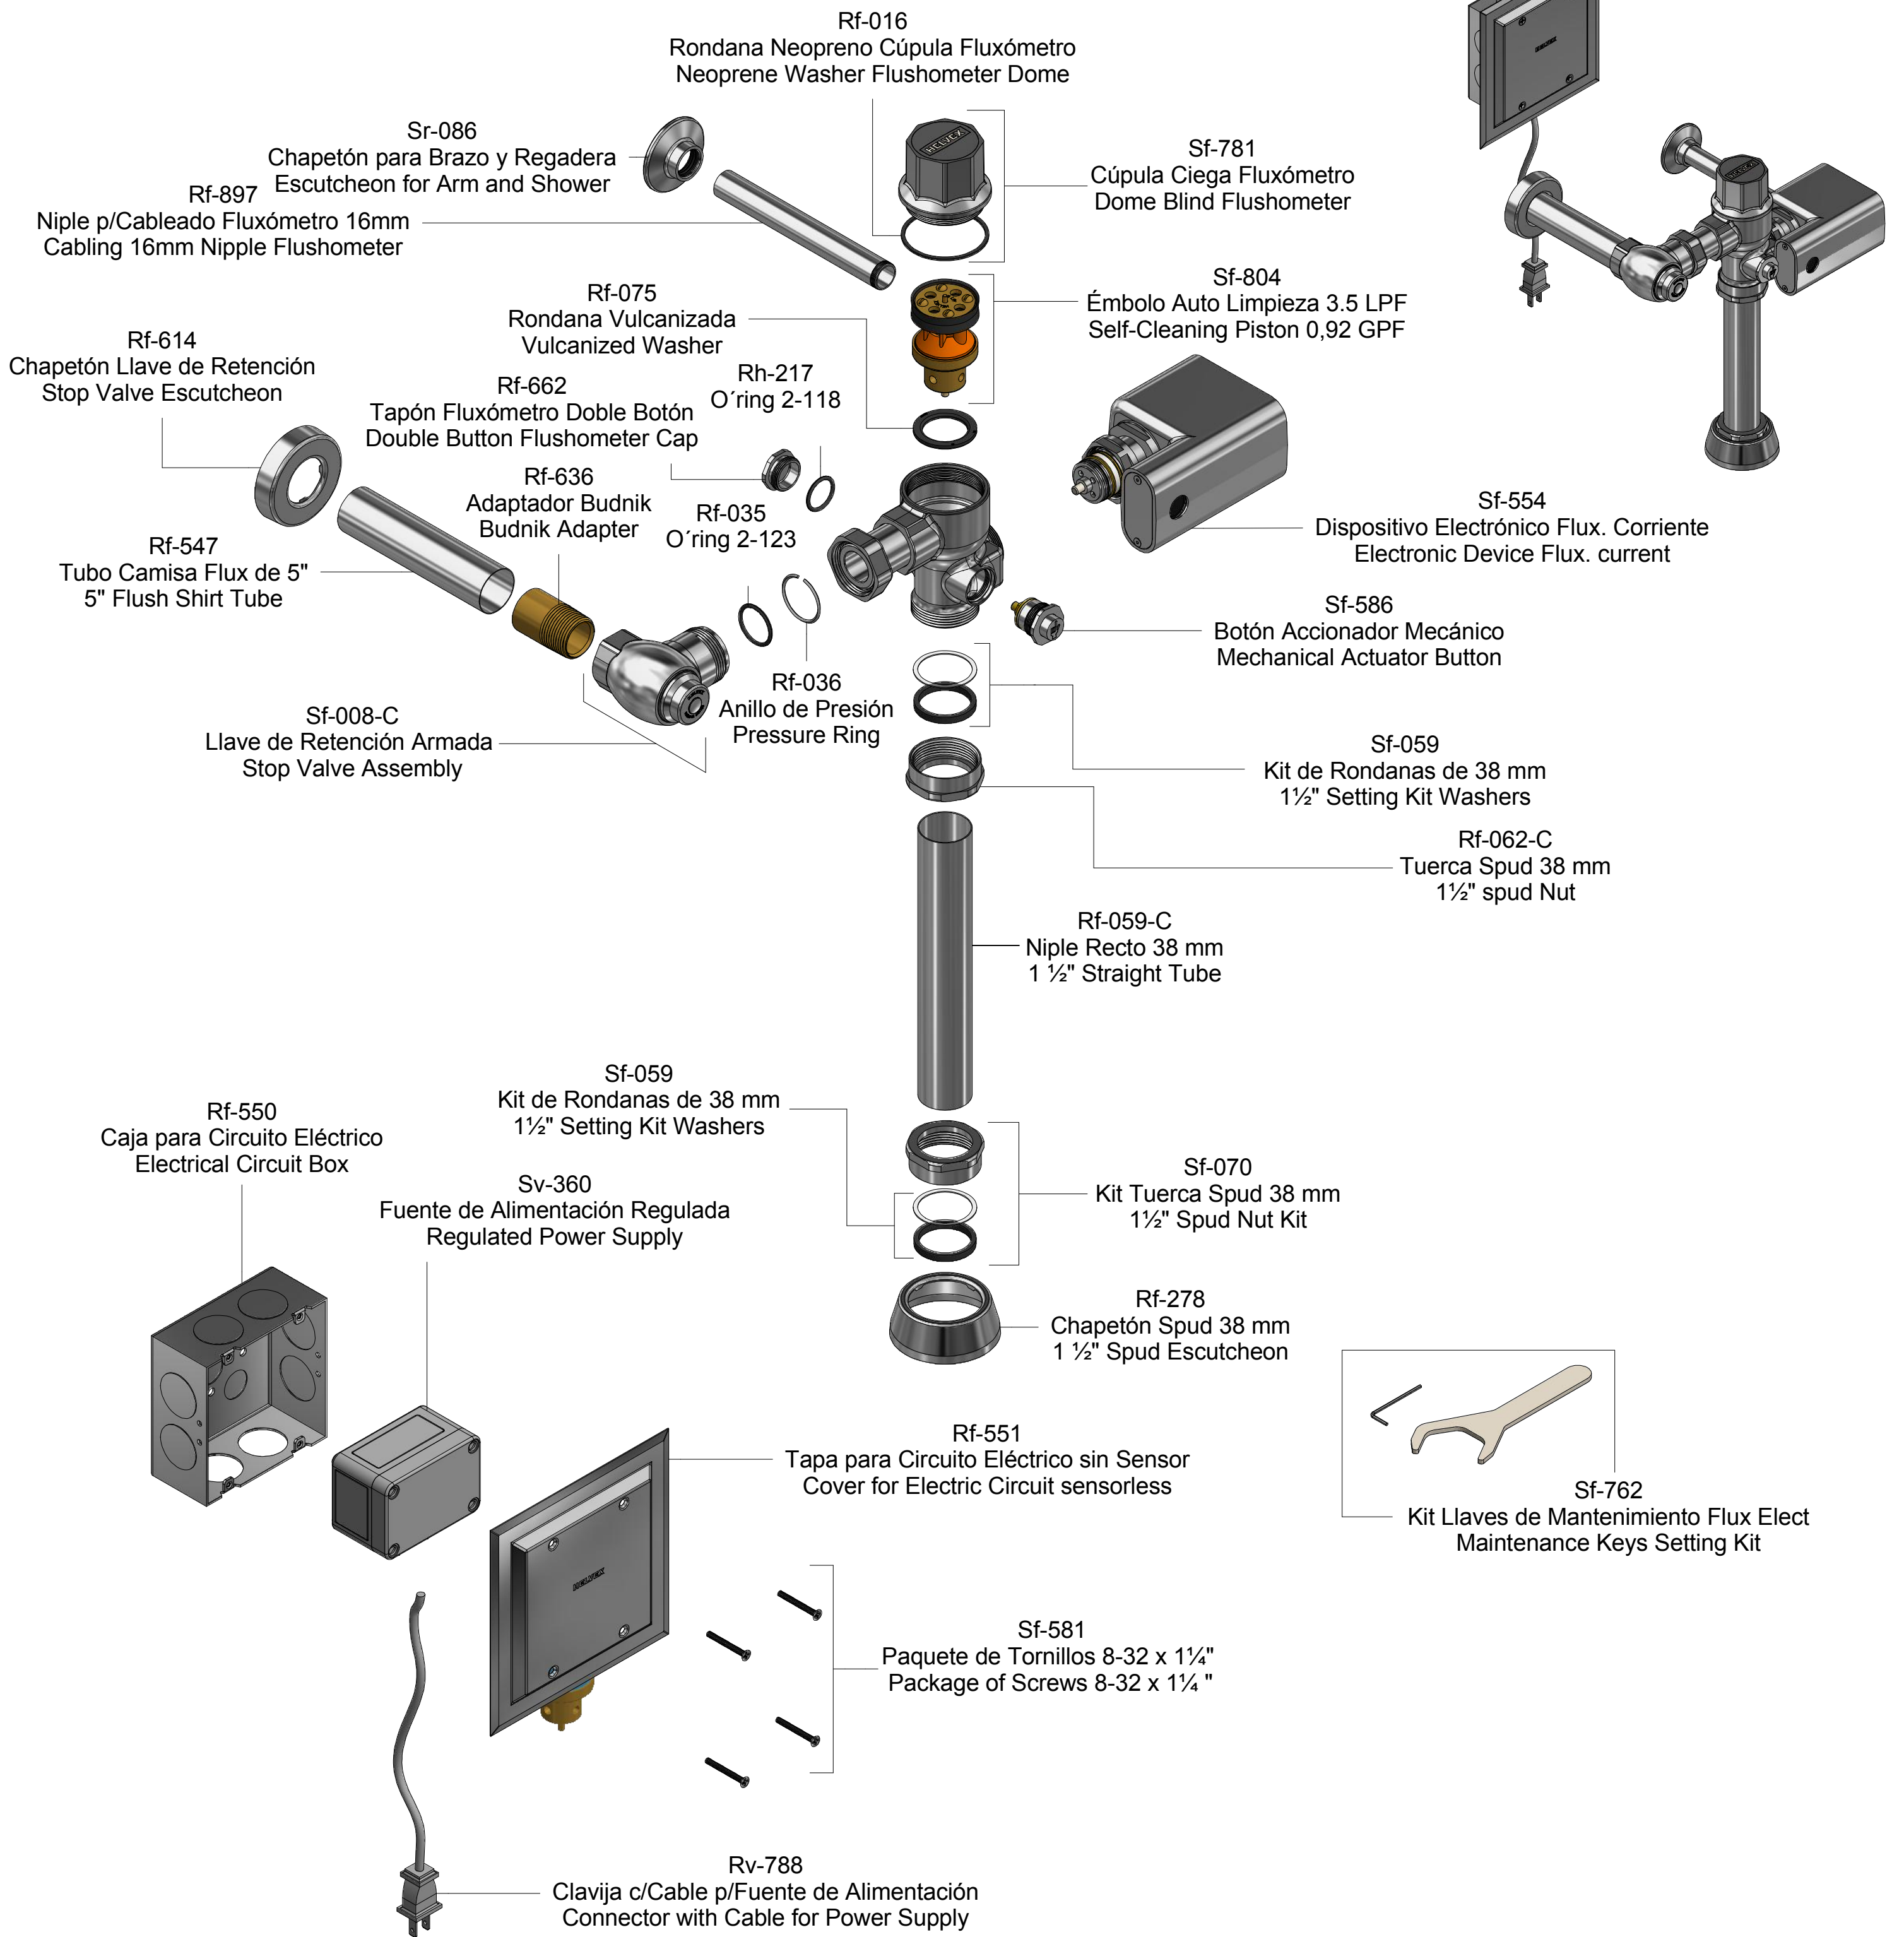 Rf-016
Rondana Neopreno Cúpula Fluxómetro
Neoprene Washer Flushometer Dome
HELVEX
Sr-086
Chapetón para Brazo y Regadera
Escutcheon for Arm and Shower
HELVEX
Sf-781
Cúpula Ciega Fluxómetro
Dome Blind Flushometer
HELVEX
Rf-897
Niple p/Cableado Fluxómetro 16mm
Cabling 16mm Nipple Flushometer
Sf-804
Émbolo Auto Limpieza 3.5 LPF
Self-Cleaning Piston 0,92 GPF
Rf-075
Rondana Vulcanizada
Vulcanized Washer
Rf-614
Chapetón Llave de Retención
Stop Valve Escutcheon
Rh-217
O´ring 2-118
Rf-662
Tapón Fluxómetro Doble Botón
Double Button Flushometer Cap
Rf-636
Adaptador Budnik
Budnik Adapter
Rf-035
O´ring 2-123
Sf-554
Dispositivo Electrónico Flux. Corriente
Electronic Device Flux. current
Rf-547
Tubo Camisa Flux de 5"
5" Flush Shirt Tube
Sf-586
Botón Accionador Mecánico
Mechanical Actuator Button
Rf-036
Anillo de Presión
Pressure Ring
Sf-008-C
Llave de Retención Armada
Stop Valve Assembly
Sf-059
Kit de Rondanas de 38 mm
1½" Setting Kit Washers
Rf-062-C
Tuerca Spud 38 mm
1½" spud Nut
Rf-059-C
Niple Recto 38 mm
1 ½" Straight Tube
Sf-059
Kit de Rondanas de 38 mm
1½" Setting Kit Washers
Rf-550
Caja para Circuito Eléctrico
Electrical Circuit Box
Sf-070
Kit Tuerca Spud 38 mm
1½" Spud Nut Kit
Sv-360
Fuente de Alimentación Regulada
Regulated Power Supply
Rf-278
Chapetón Spud 38 mm
1 ½" Spud Escutcheon
Rf-551
Tapa para Circuito Eléctrico sin Sensor
Cover for Electric Circuit sensorless
Sf-762
Kit Llaves de Mantenimiento Flux Elect
Maintenance Keys Setting Kit
HELVEX
Sf-581
Paquete de Tornillos 8-32 x 1¼"
Package of Screws 8-32 x 1¼ "
Rv-788
Clavija c/Cable p/Fuente de Alimentación
Connector with Cable for Power Supply